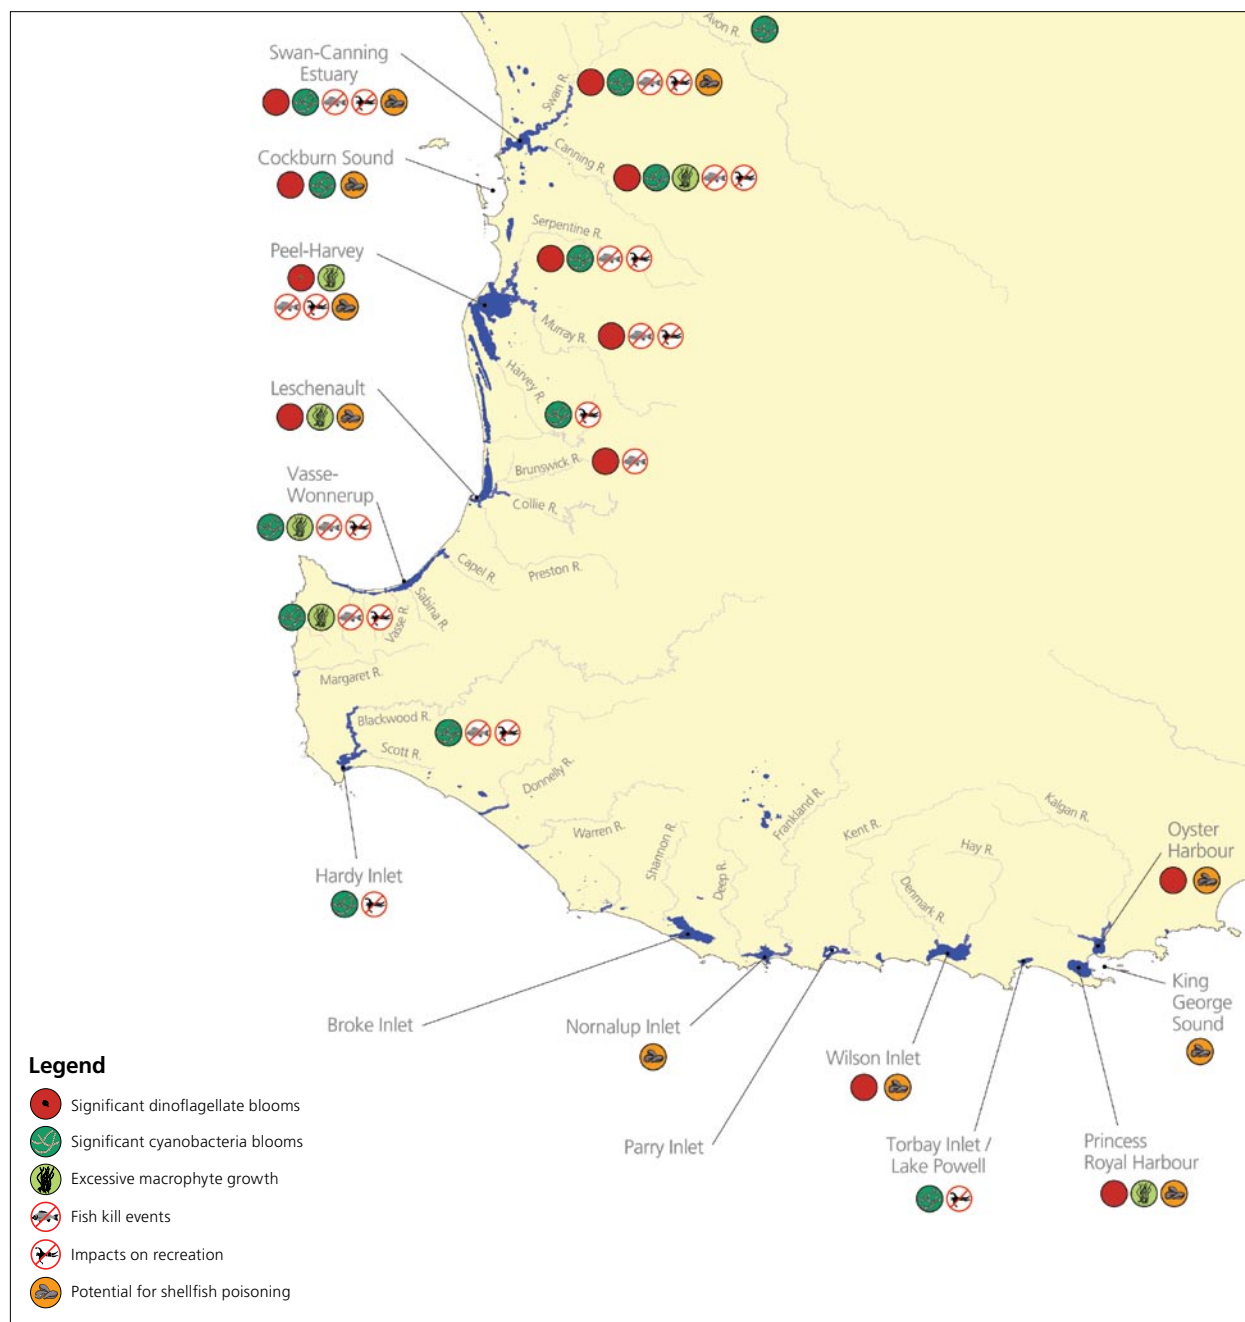 Avon R.
Swan-Canning
Estuary
Swan R.
Canning R.
Cockburn Sound
Serpentine R.
Peel-Harvey
Murray R.
Harvey R.
Leschenault
Brunswick R.
Vasse-
Wonnerup
Collie R.
Capel R.
Preston R.
Sabina R.
Vasse R.
Margaret R.
Blackwood R.
Scott R.
Donnelly R.
Warren R.
Shannon R.
Deep R.
Frankland R.
Kent R.
Kalgan R.
Hay R.
Denmark R.
Oyster
Harbour
Hardy Inlet
King
George
Sound
Broke Inlet
Nornalup Inlet
Wilson Inlet
Parry Inlet
Torbay Inlet /
Lake Powell
Princess
Royal Harbour
Legend
Significant dinoflagellate blooms
Significant cyanobacteria blooms
Excessive macrophyte growth
Fish kill events
Impacts on recreation
Potential for shellfish poisoning